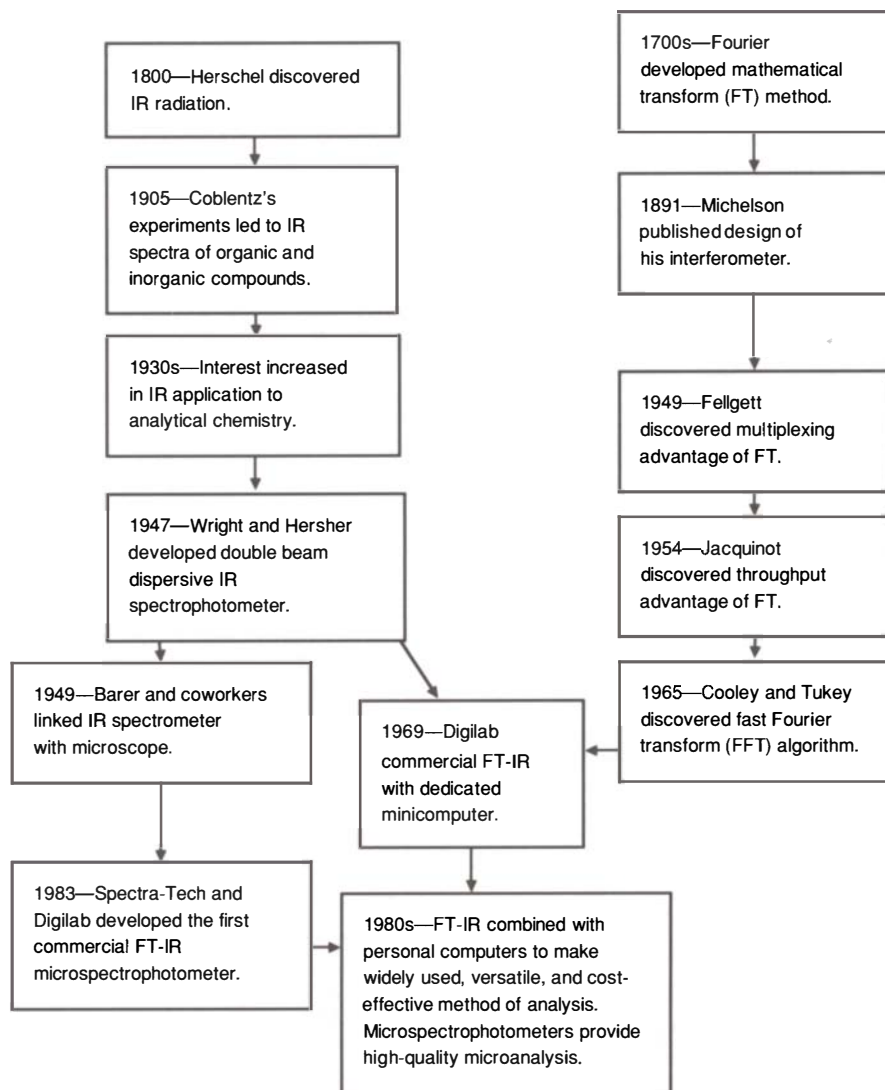 1800—Herschel discovered
IR radiation.
1905—Coblentz's
experiments led to IR
spectra of organic and
inorganic compounds.
1930s—Interest increased
in IR application to
analytical chemistry.
1947—Wright and Hersher
developed double beam
dispersive IR
spectrophotometer.
1949—Barer and coworkers
linked IR spectrometer
with microscope.
1983—Spectra-Tech and
Digilab developed the first
commercial FT-IR
microspectrophotometer.
1700s—Fourier
developed mathematical
transform (FT) method.
1891—Michelson
published design of
his interferometer.
1949—Fellgett
discovered multiplexing
advantage of FT.
1954—Jacquinot
discovered throughput
advantage of FT.
1965—Cooley and Tukey
discovered fast Fourier
transform (FFT) algorithm.
1969—Digilab
commercial FT-IR
with dedicated
minicomputer.
1980s—FT-IR combined with
personal computers to make
widely used, versatile, and cost-
effective method of analysis.
Microspectrophotometers provide
high-quality microanalysis.